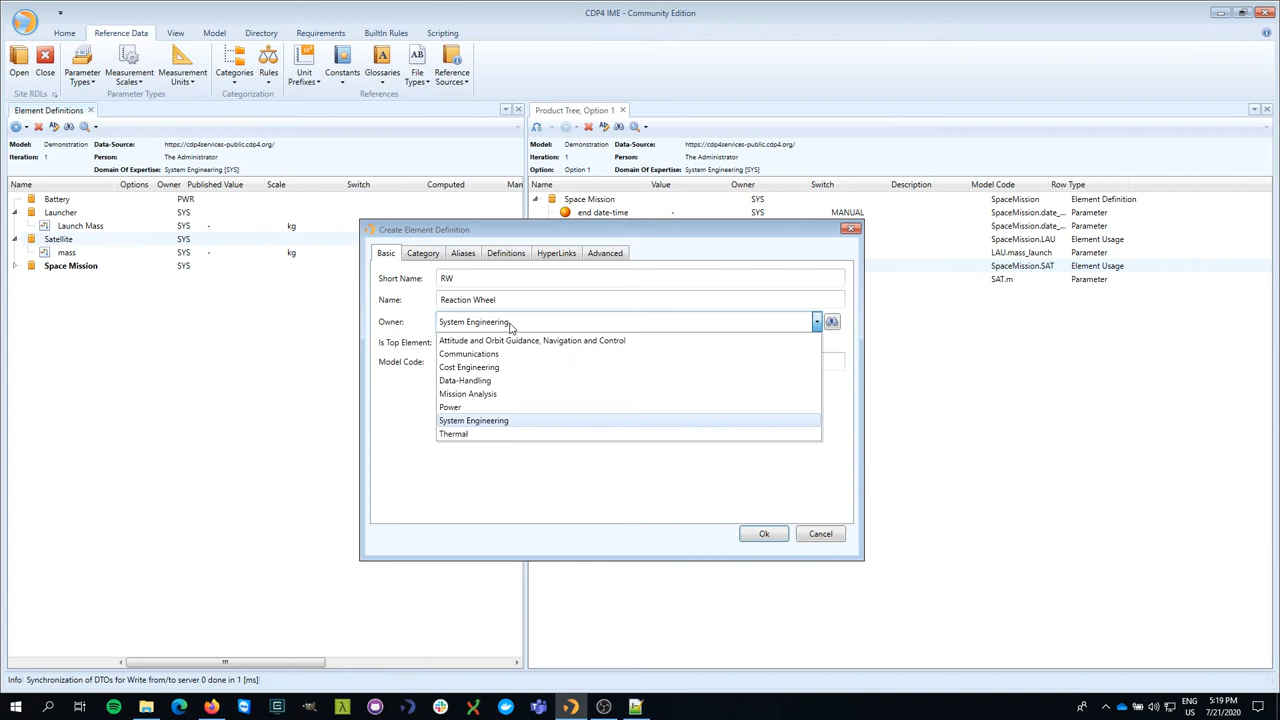 CDP4 IME - Community Edition
Home Reference Data View Model Directory Requirements BuiltIn Rules Scripting
Open Close Parameter Types Measurement Scales Measurement Units Categories Rules Unit Prefixes Constants Glossaries File Types Reference Sources
Site RDLs Parameter Types Categorization References
Element Definitions
Model: Demonstration Data-Source: https://cdp4services-public.cdp4.org/
Iteration: 1 Person: The Administrator
Domain Of Expertise: System Engineering [SYS]
Name Options Owner Published Value Scale Switch Computed Man
Battery PWR
Launcher SYS
Launch Mass SYS - kg
Satellite SYS
mass SYS - kg
Space Mission SYS
Product Tree, Option 1
Model: Demonstration Data-Source: https://cdp4services-public.cdp4.org/
Iteration: 1 Person: The Administrator
Option: Option 1 Domain Of Expertise: System Engineering [SYS]
Name Value Owner Switch Description Model Code Row Type
Space Mission SYS SpaceMission Element Definition
end date-time - SYS MANUAL SpaceMission.date_... Parameter
SpaceMission.date_... Parameter
SpaceMission.LAU Element Usage
LAU.mass_launch Parameter
SpaceMission.SAT Element Usage
SAT.m Parameter
Create Element Definition
Basic Category Aliases Definitions HyperLinks Advanced
Short Name: RW
Name: Reaction Wheel
Owner: System Engineering
Is Top Element:
Model Code:
Attitude and Orbit Guidance, Navigation and Control
Communications
Cost Engineering
Data-Handling
Mission Analysis
Power
System Engineering
Thermal
Ok Cancel
Info: Synchronization of DTOs for Write from/to server 0 done in 1 [ms]
ENG
US
5:19 PM
7/21/2020